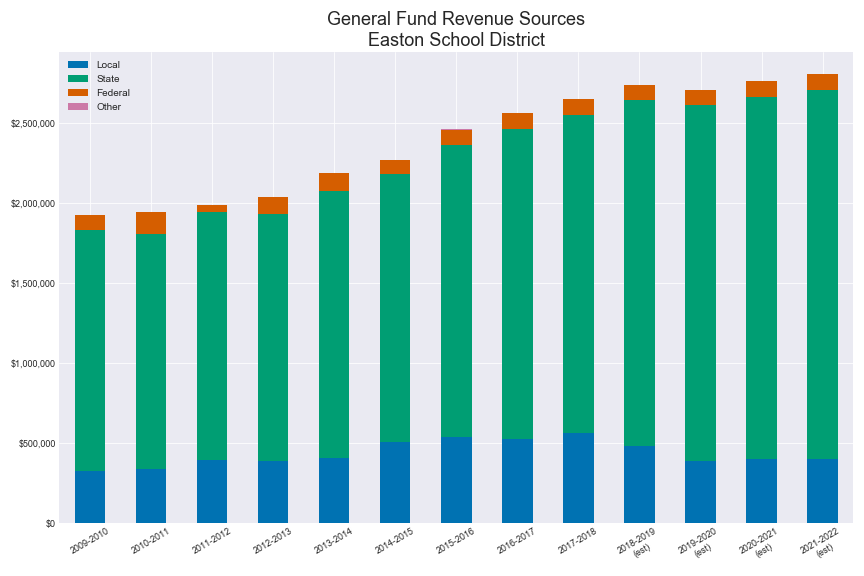 General Fund Revenue Sources
Easton School District
Local
State
Federal
Other
$2,500,000
$2,000,000
$1,500,000
$1,000,000
$500,000
$0
2009-2010
2010-2011
2011-2012
2012-2013
2013-2014
2014-2015
2015-2016
2016-2017
2017-2018
2018-2019
(est)
2019-2020
(est)
2020-2021
(est)
2021-2022
(est)